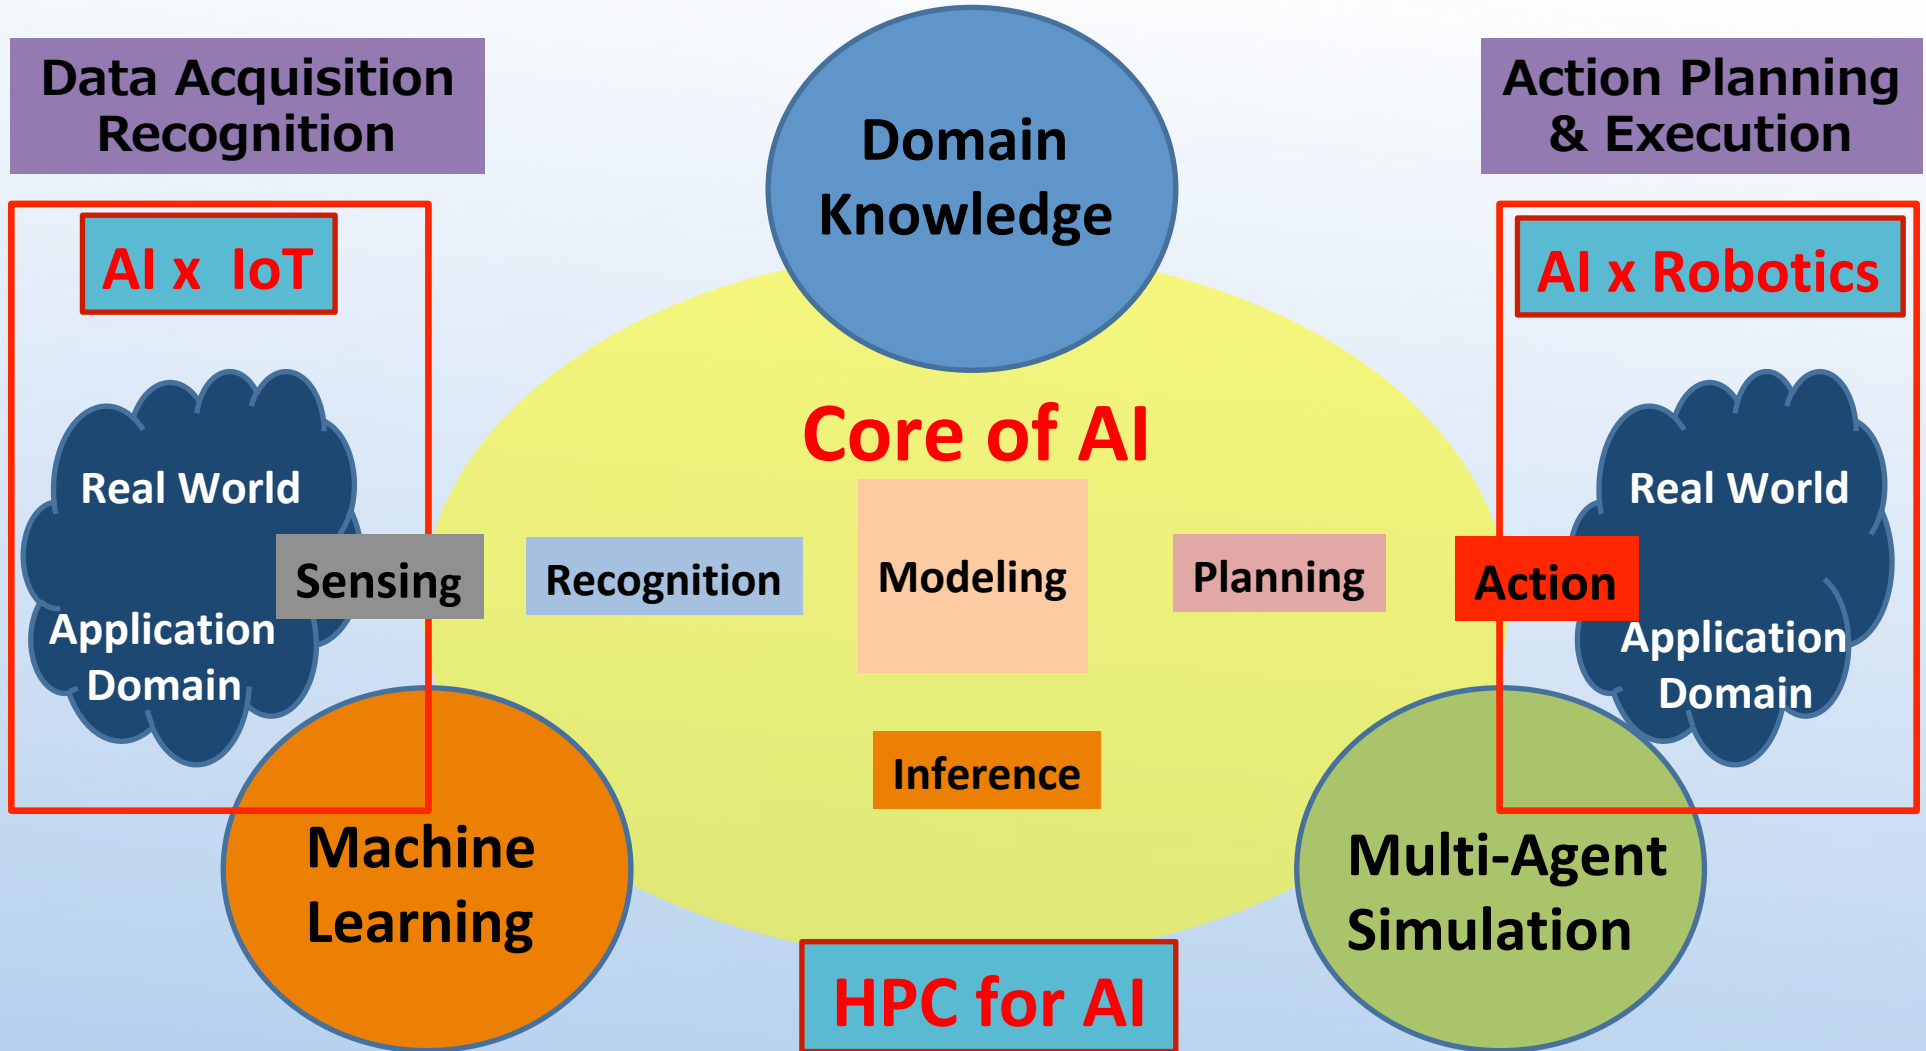 Data Acquisition
Recognition
Domain
Knowledge
Action Planning
& Execution
AI x  IoT
AI x Robotics
Core of AI
Real World
Application
Domain
Sensing
Recognition
Modeling
Planning
Action
Real World
Application
Domain
Inference
Machine
Learning
Multi-Agent
Simulation
HPC for AI